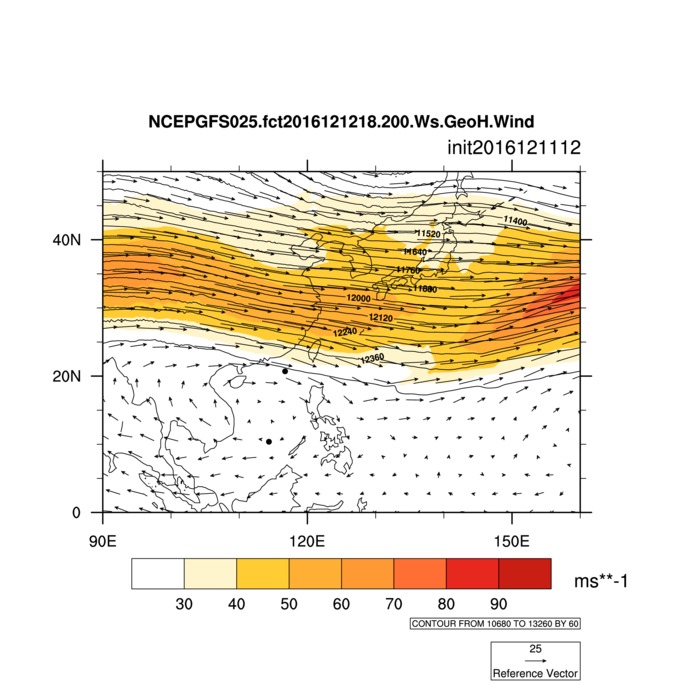 NCEPGFS025.fct2016121218.200.Ws.GeoH.Wind
init2016121112
11400
11520
40N
11640
11760
11880
12000
12120
12240
12360
20N
0
90E 120E 150E
ms**-1
30 40 50 60 70 80 90
CONTOUR FROM 10680 TO 13260 BY 60
25
Reference Vector